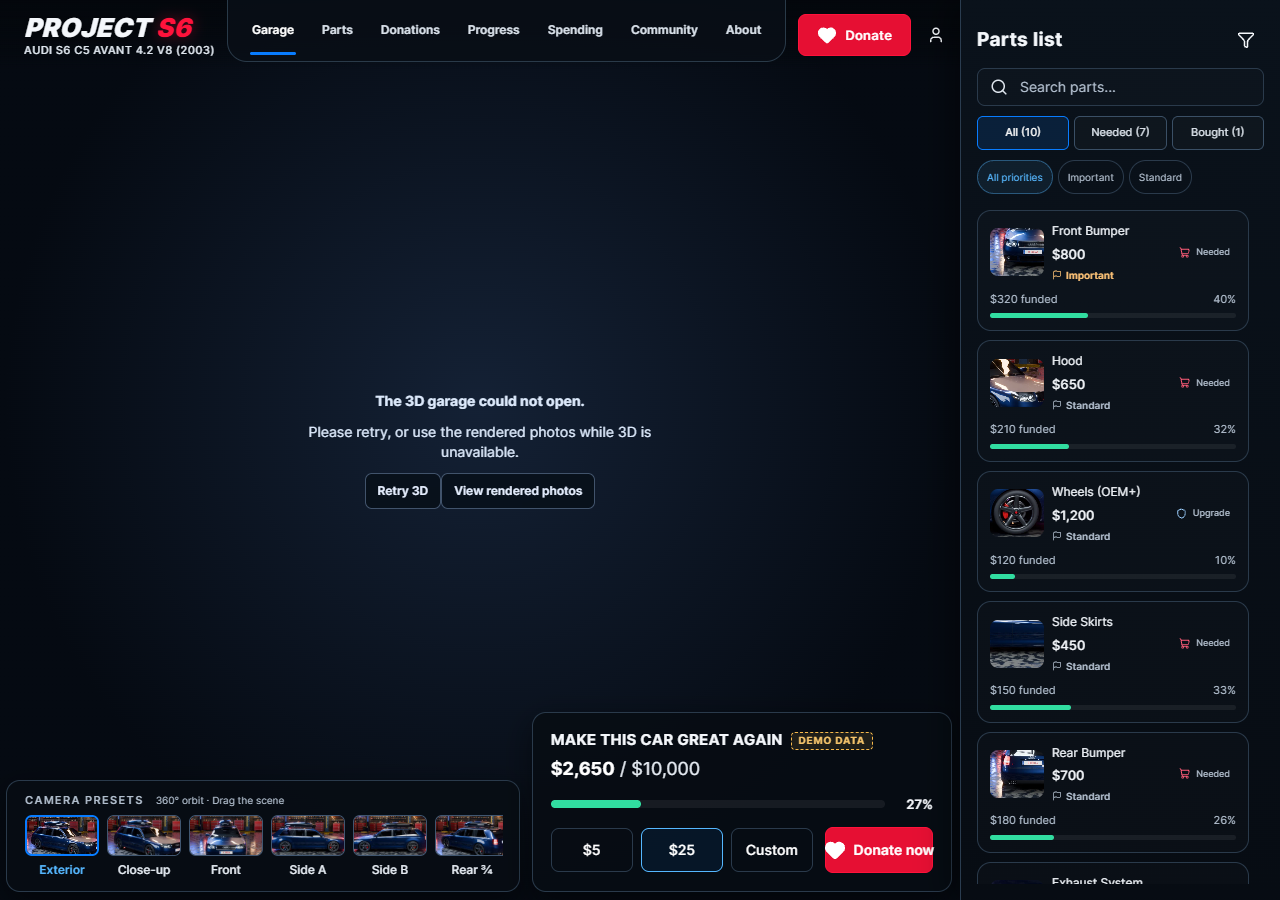 PROJECT S6
AUDI S6 C5 AVANT 4.2 V8 (2003)
Garage
Parts
Donations
Progress
Spending
Community
About
Donate
The 3D garage could not open.
Please retry, or use the rendered photos while 3D is
unavailable.
Retry 3D
View rendered photos
CAMERA PRESETS
360° orbit · Drag the scene
Exterior
Close-up
Front
Side A
Side B
Rear ¾
MAKE THIS CAR GREAT AGAIN
DEMO DATA
$2,650 / $10,000
27%
$5
$25
Custom
Donate now
Parts list
Search parts...
All (10)
Needed (7)
Bought (1)
All priorities
Important
Standard
Front Bumper
$800
Needed
Important
$320 funded
40%
Hood
$650
Needed
Standard
$210 funded
32%
Wheels (OEM+)
$1,200
Upgrade
Standard
$120 funded
10%
Side Skirts
$450
Needed
Standard
$150 funded
33%
Rear Bumper
$700
Needed
Standard
$180 funded
26%
Exhaust System